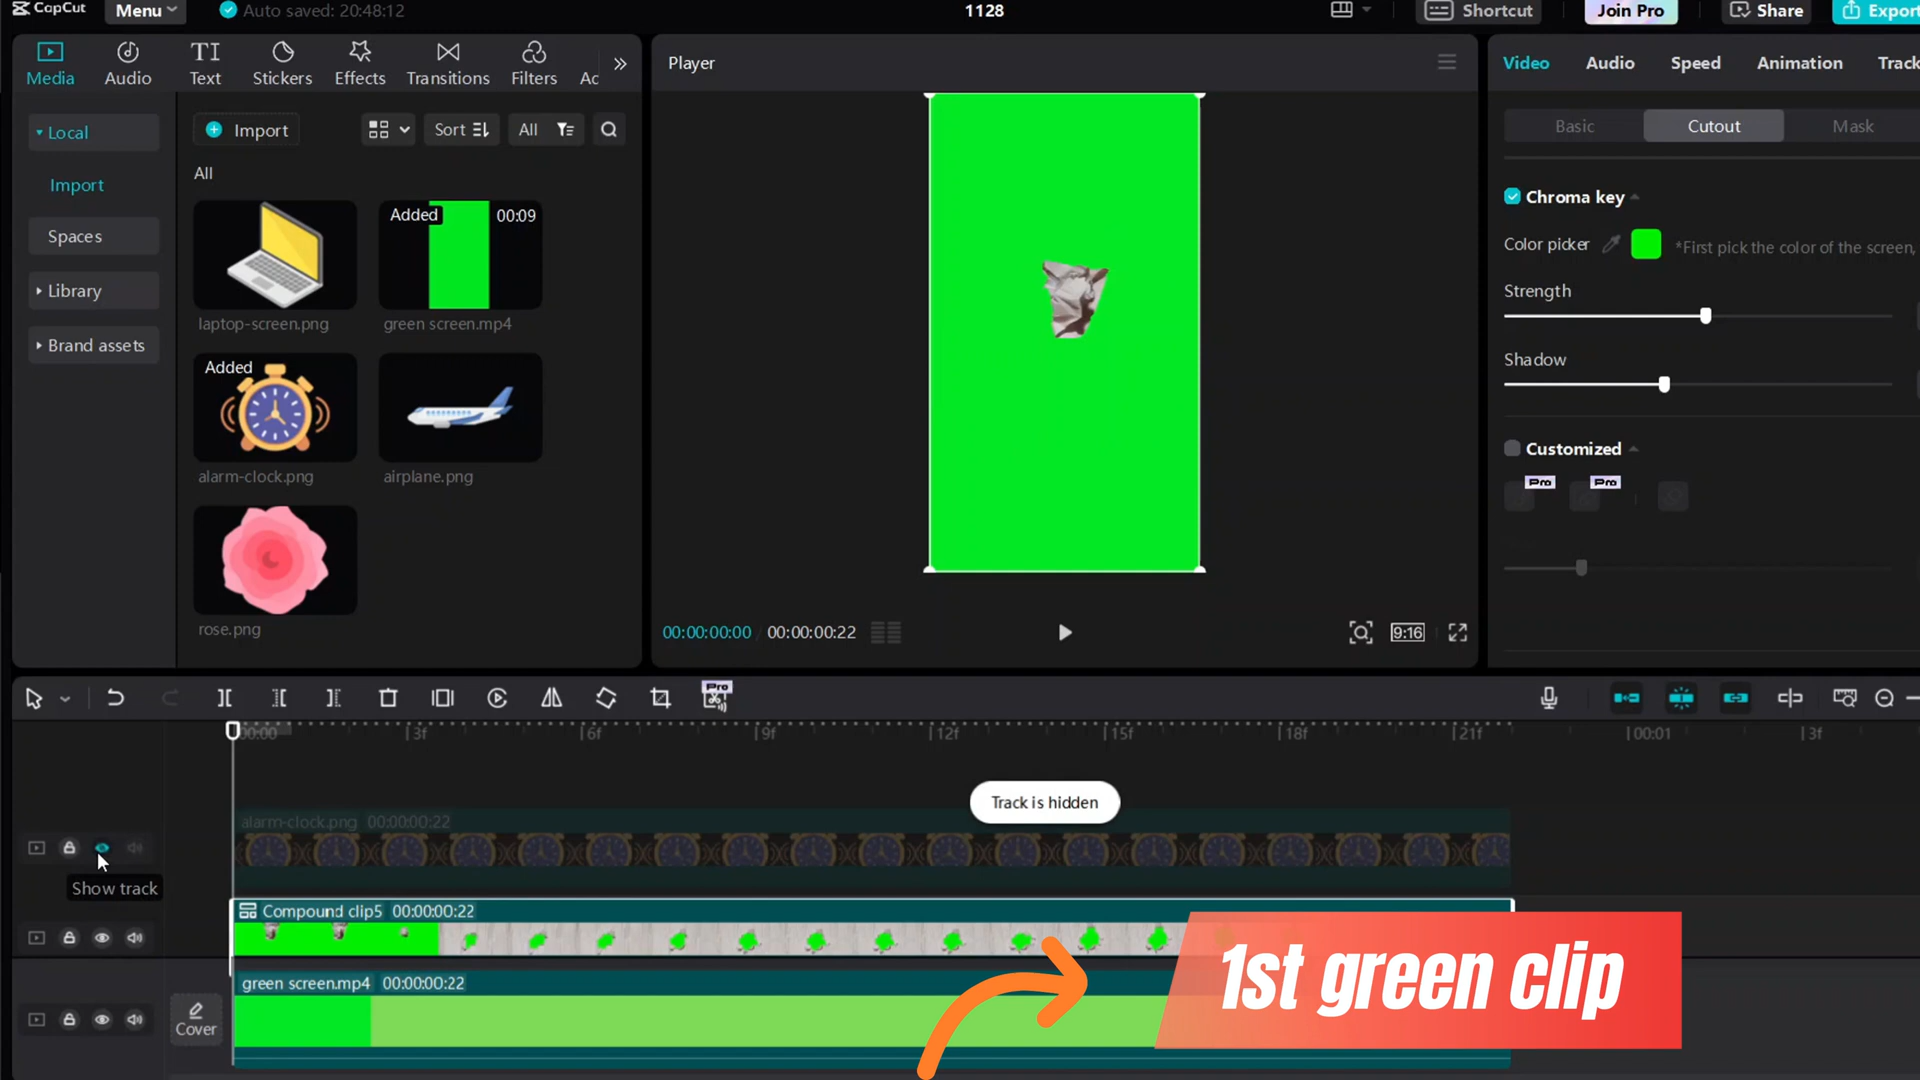 CapCut
Menu
Auto saved: 20:48:12
1128
Shortcut
Join Pro
Share
Export
Media
Audio
Text
Stickers
Effects
Transitions
Filters
Ac
Player
Video
Audio
Speed
Animation
Track
Local
Import
Spaces
Library
Brand assets
Import
Sort
All
All
Added
00:09
laptop-screen.png
green screen.mp4
Added
alarm-clock.png
airplane.png
rose.png
00:00:00:00
00:00:00:22
9:16
Basic
Cutout
Mask
Chroma key
Color picker
*First pick the color of the screen,
Strength
Shadow
Customized
Pro
Pro
Pro
00:00
3f
6f
9f
12f
15f
18f
21f
00:01
3f
Track is hidden
alarm-clock.png 00:00:00:22
Show track
Compound clip5 00:00:00:22
green screen.mp4 00:00:00:22
Cover
1st green clip